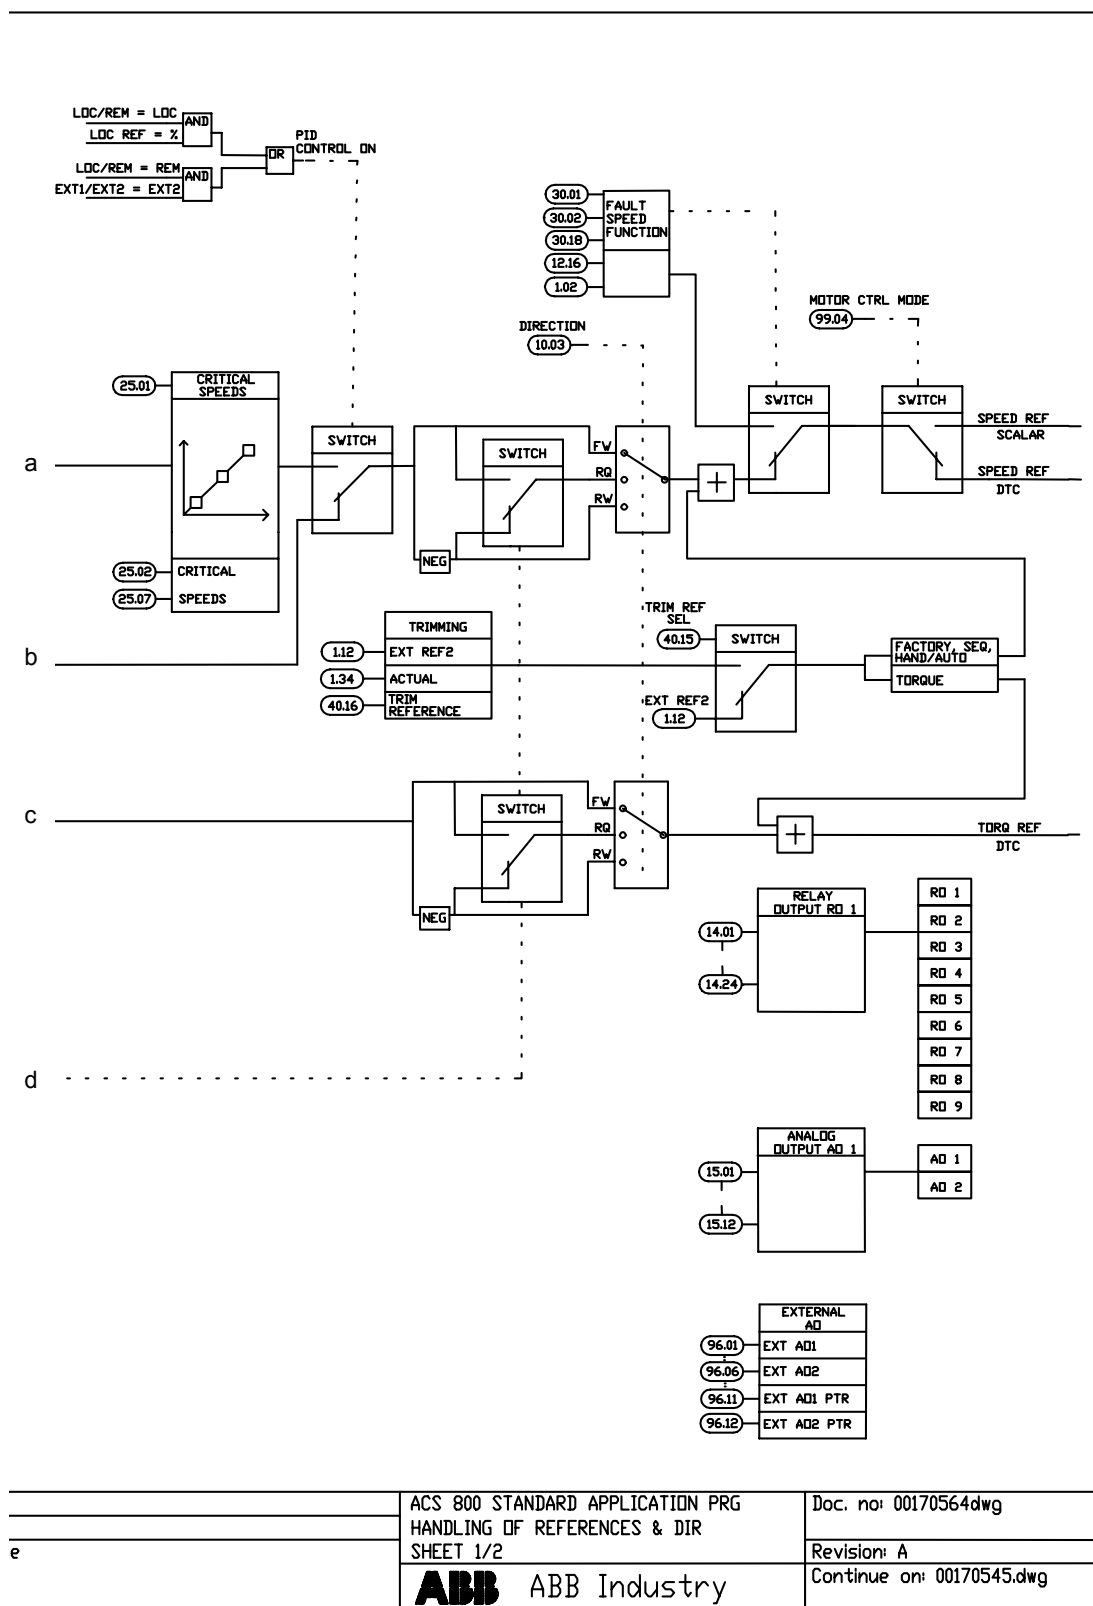 LOC/REM = LOC
AND
LOC REF = %
OR
PID
CONTROL ON
LOC/REM = REM
AND
EXT1/EXT2 = EXT2
30.01
30.02
30.18
12.16
1.02
FAULT
SPEED
FUNCTION
MOTOR CTRL MODE
99.04
DIRECTION
10.03
25.01
CRITICAL
SPEEDS
SWITCH
SWITCH
SWITCH
SWITCH
SPEED REF
SCALAR
SPEED REF
DTC
a
FW
RQ
RW
+
NEG
25.02
CRITICAL
25.07
SPEEDS
b
TRIMMING
1.12
EXT REF2
1.34
ACTUAL
40.16
TRIM
REFERENCE
TRIM REF
SEL
40.15
SWITCH
EXT REF2
1.12
FACTORY, SEQ,
HAND/AUTO
TORQUE
c
SWITCH
FW
RQ
RW
+
TORQ REF
DTC
NEG
RELAY
OUTPUT RO 1
14.01
14.24
RO 1
RO 2
RO 3
RO 4
RO 5
RO 6
RO 7
RO 8
RO 9
d
ANALOG
OUTPUT AO 1
15.01
15.12
AO 1
AO 2
EXTERNAL
AO
96.01
EXT AO1
96.06
EXT AO2
96.11
EXT AO1 PTR
96.12
EXT AO2 PTR
e
ACS 800 STANDARD APPLICATION PRG
HANDLING OF REFERENCES & DIR
SHEET 1/2
ABB ABB Industry
Doc. no: 00170564dwg
Revision: A
Continue on: 00170545.dwg